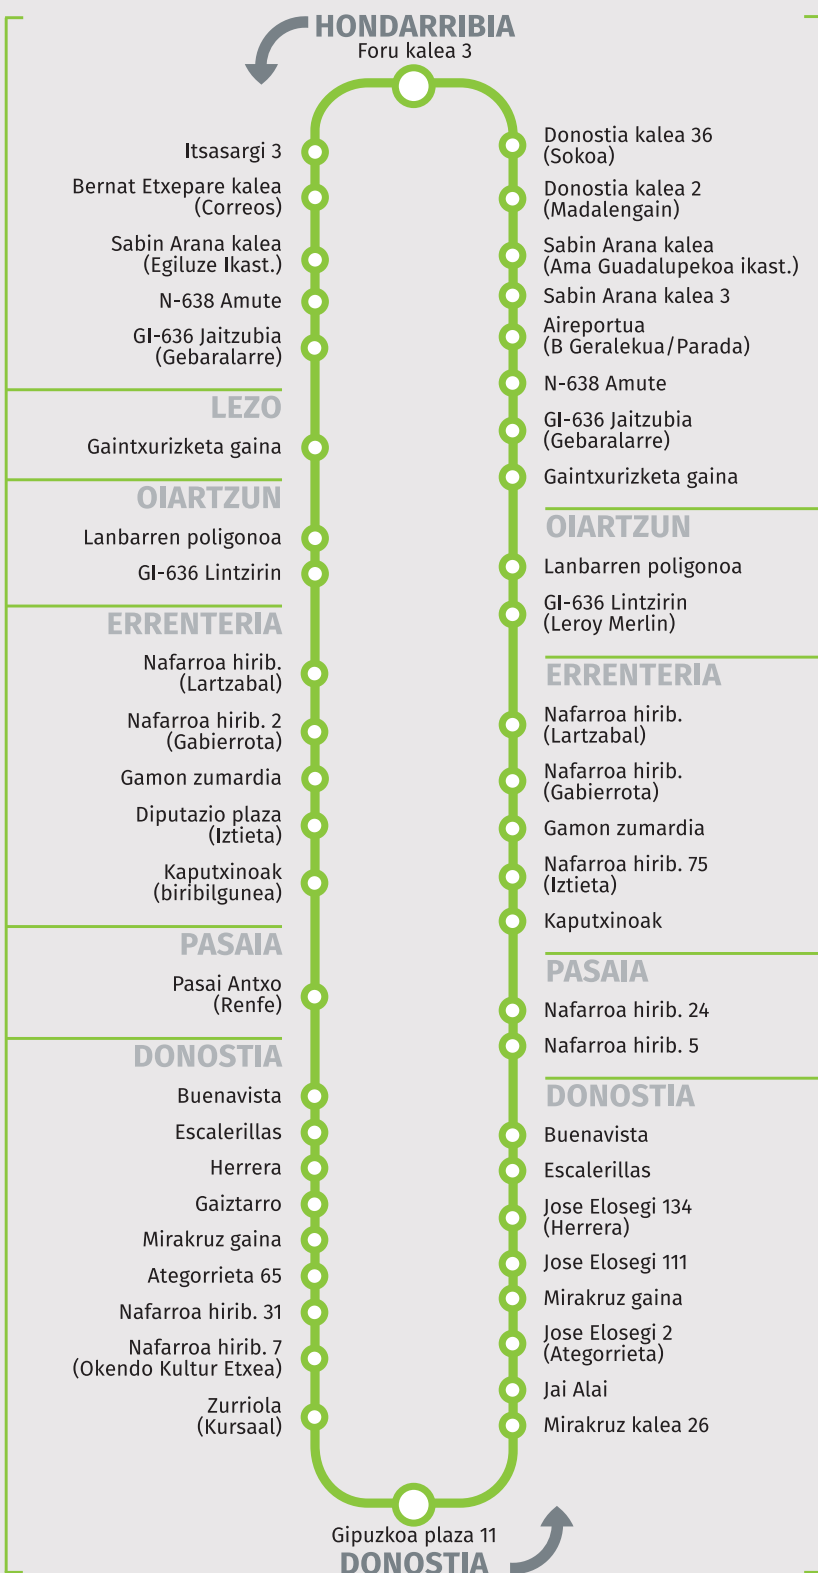 HONDARRIBIA
Foru kalea 3
Itsasargi 3
Bernat Etxepare kalea
(Correos)
Sabin Arana kalea
(Egiluze Ikast.)
N-638 Amute
GI-636 Jaitzubia
(Gebaralarre)
LEZO
Gaintxurizketa gaina
OIARTZUN
Lanbarren poligonoa
GI-636 Lintzirin
ERRENTERIA
Nafarroa hirib.
(Lartzabal)
Nafarroa hirib. 2
(Gabierrota)
Gamon zumardia
Diputazio plaza
(Iztieta)
Kaputxinoak
(biribilgunea)
PASAIA
Pasai Antxo
(Renfe)
DONOSTIA
Buenavista
Escalerillas
Herrera
Gaiztarro
Mirakruz gaina
Ategorrieta 65
Nafarroa hirib. 31
Nafarroa hirib. 7
(Okendo Kultur Etxea)
Zurriola
(Kursaal)
Donostia kalea 36
(Sokoa)
Donostia kalea 2
(Madalengain)
Sabin Arana kalea
(Ama Guadalupekoa ikast.)
Sabin Arana kalea 3
Aireportua
(B Geralekua/Parada)
N-638 Amute
GI-636 Jaitzubia
(Gebaralarre)
Gaintxurizketa gaina
OIARTZUN
Lanbarren poligonoa
GI-636 Lintzirin
(Leroy Merlin)
ERRENTERIA
Nafarroa hirib.
(Lartzabal)
Nafarroa hirib.
(Gabierrota)
Gamon zumardia
Nafarroa hirib. 75
(Iztieta)
Kaputxinoak
PASAIA
Nafarroa hirib. 24
Nafarroa hirib. 5
DONOSTIA
Buenavista
Escalerillas
Jose Elosegi 134
(Herrera)
Jose Elosegi 111
Mirakruz gaina
Jose Elosegi 2
(Ategorrieta)
Jai Alai
Mirakruz kalea 26
Gipuzkoa plaza 11
DONOSTIA